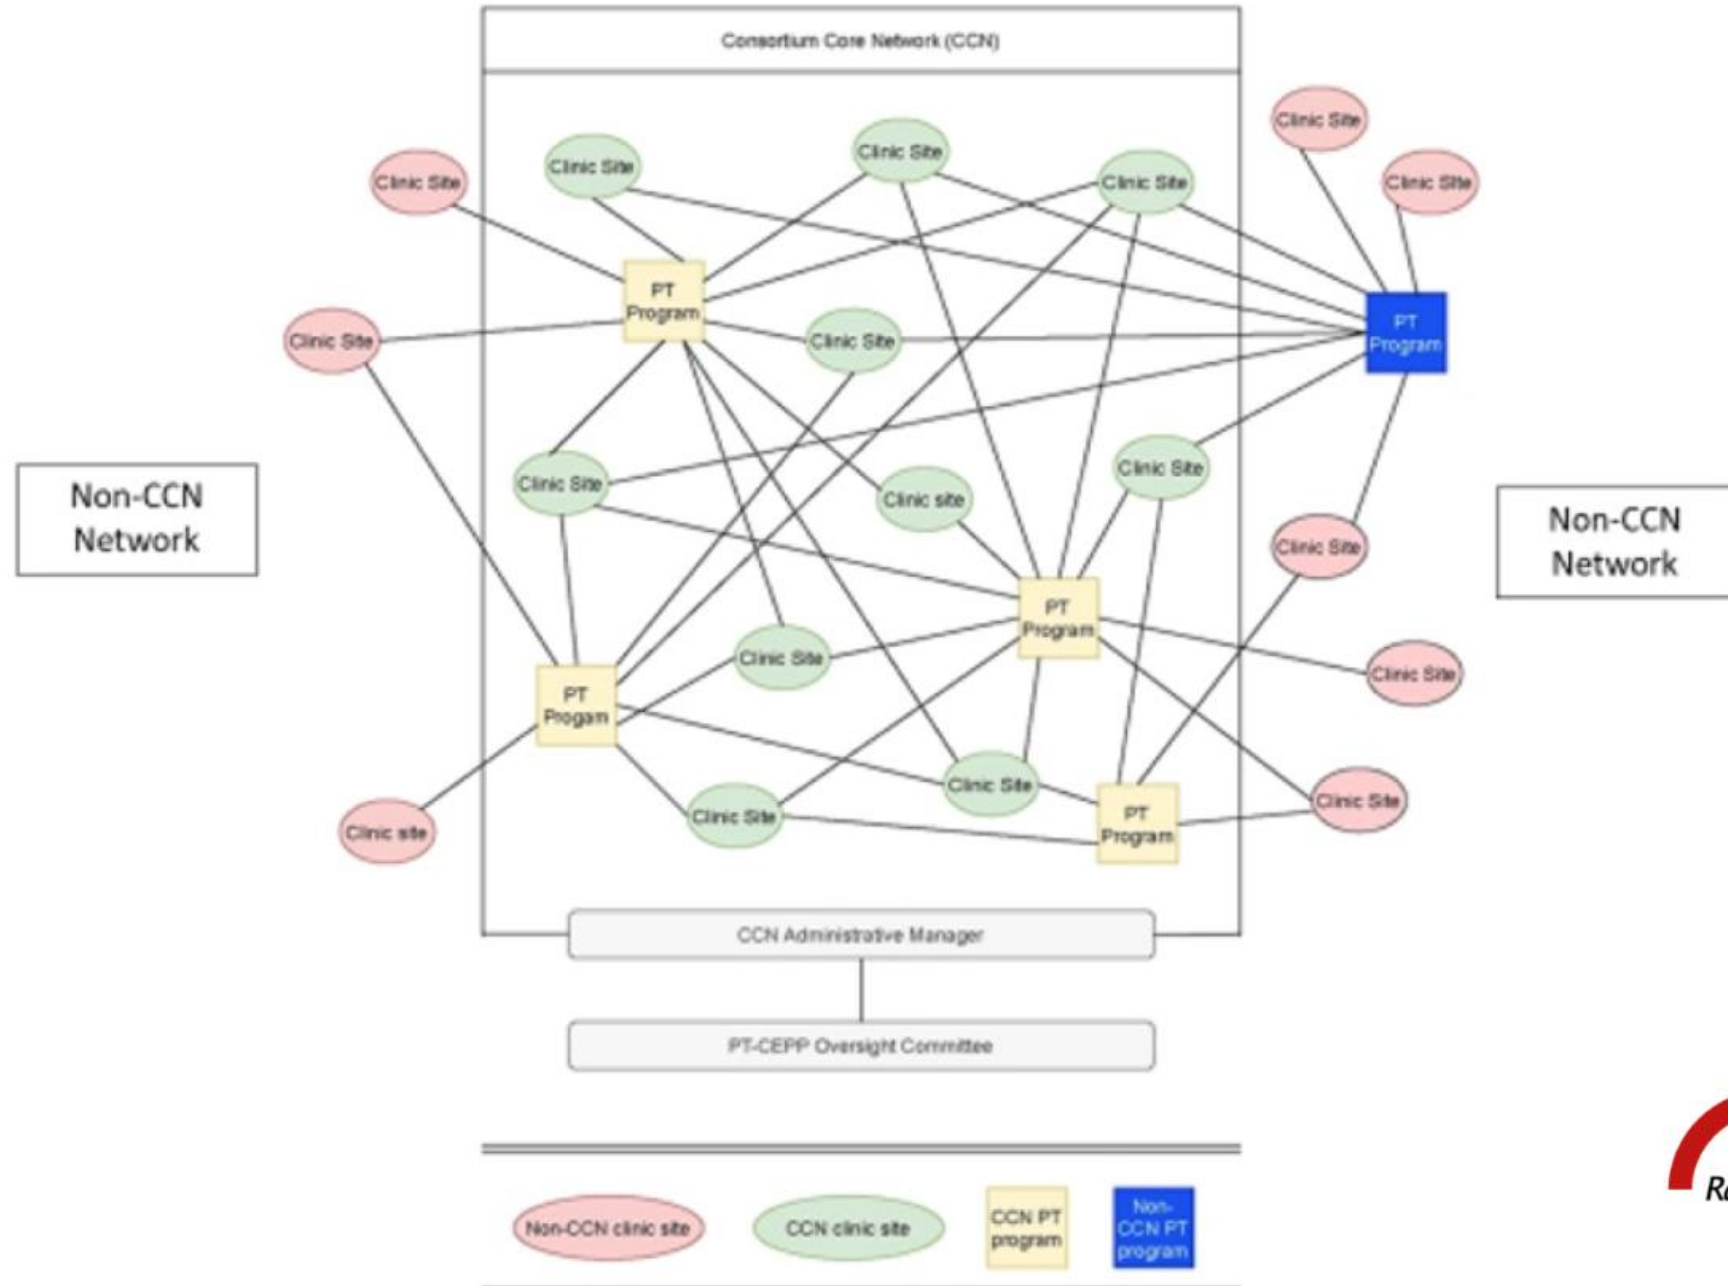 Consortium Core Network (CCN)
Clinic Site
Clinic Site
Clinic Site
Clinic Site
Clinic Site
Clinic Site
PT
Program
Clinic Site
Clinic Site
PT
Program
Clinic Site
Clinic site
Clinic Site
Non-CCN
Network
Non-CCN
Network
Clinic Site
PT
Program
Clinic Site
Clinic Site
PT
Progam
Clinic Site
Clinic Site
Clinic Site
PT
Program
Clinic site
CCN Administrative Manager
PT-CEPP Oversight Committee
Non-CCN clinic site
CCN clinic site
CCN PT
program
Non-
CCN PT
program